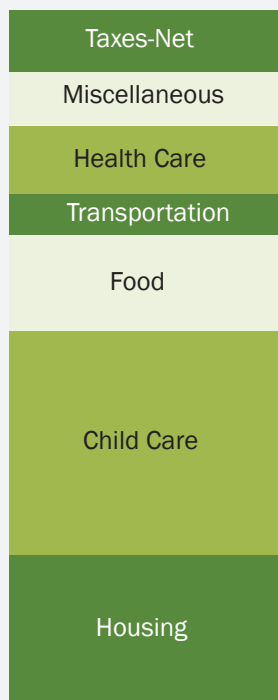 Taxes-Net
Miscellaneous
Health Care
Transportation
Food
Child Care
Housing